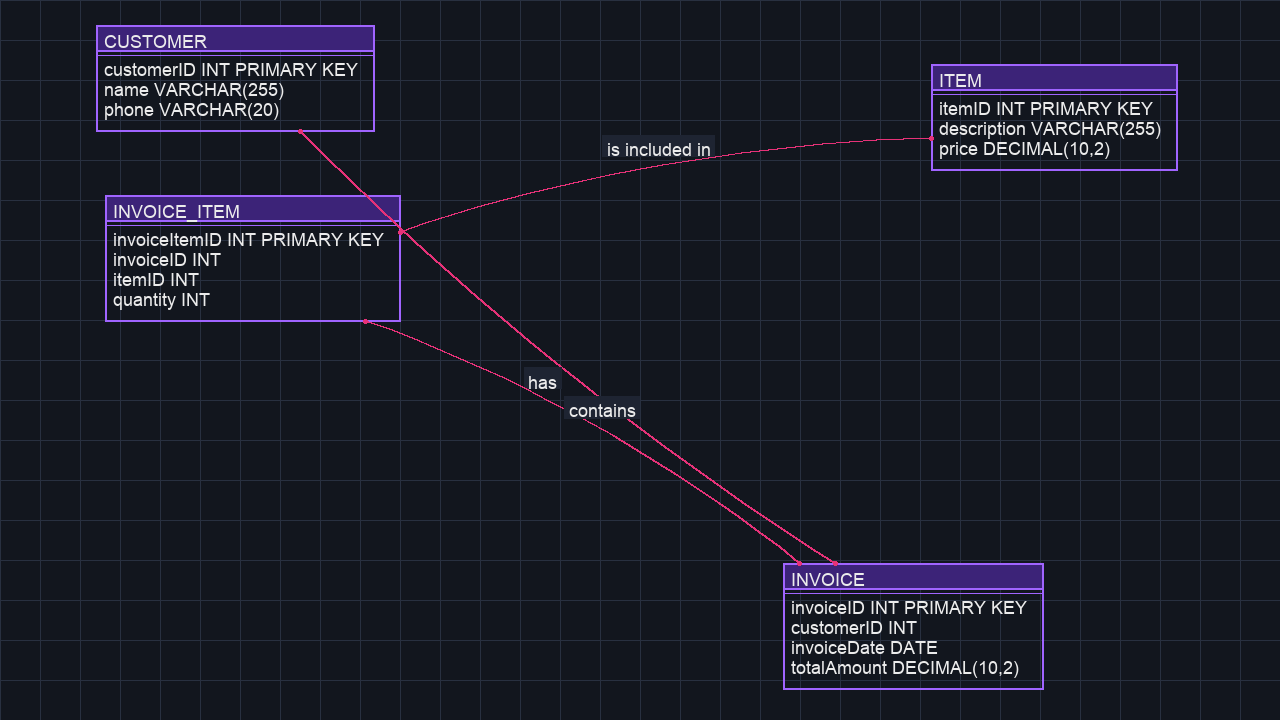 CUSTOMER
customerID INT PRIMARY KEY
name VARCHAR(255)
phone VARCHAR(20)
ITEM
itemID INT PRIMARY KEY
description VARCHAR(255)
price DECIMAL(10,2)
is included in
INVOICE_ITEM
invoiceItemID INT PRIMARY KEY
invoiceID INT
itemID INT
quantity INT
has
contains
INVOICE
invoiceID INT PRIMARY KEY
customerID INT
invoiceDate DATE
totalAmount DECIMAL(10,2)